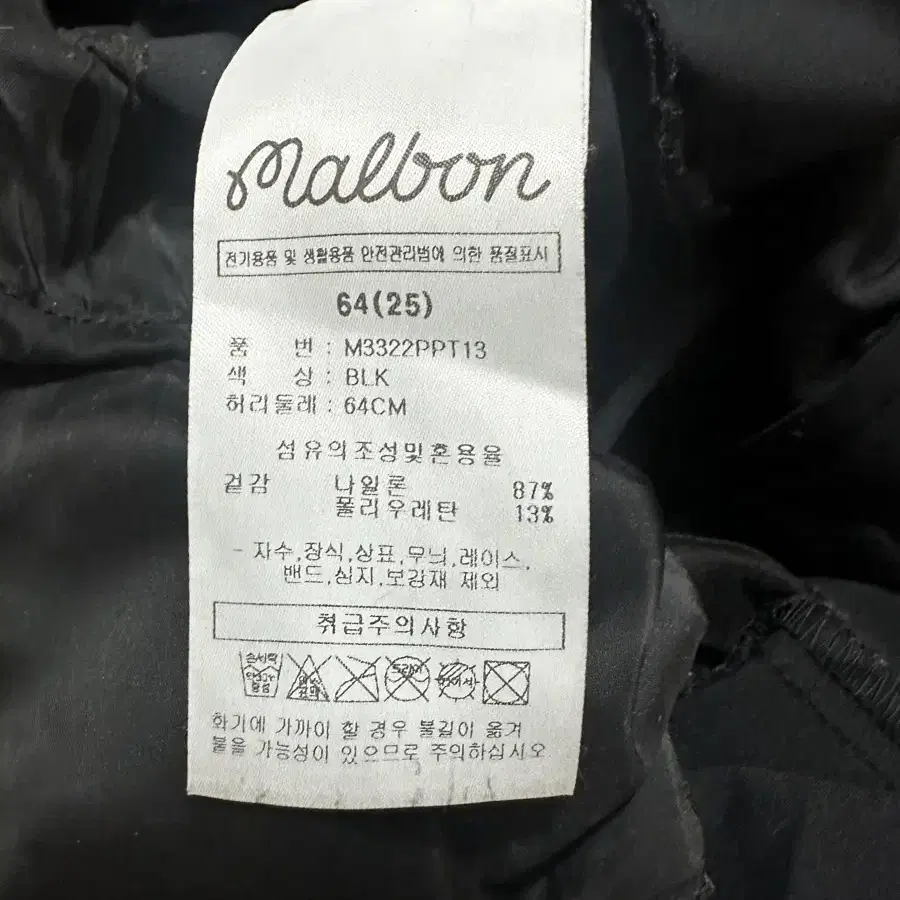 malbon
전기용품 및 생활용품 안전관리법에 의한 품질표시
64(25)
품 번 : M3322PPT13
색 상 : BLK
허리둘레 : 64CM
섬유의조성및혼용율
겉감 나일론 87%
폴리우레탄 13%
- 자수,장식,상표,무늬,레이스,
밴드,심지,보강재 제외
취급주의사항
손세탁
화기에 가까이 할 경우 불길이 옮겨
붙을 가능성이 있으므로 주의하십시오